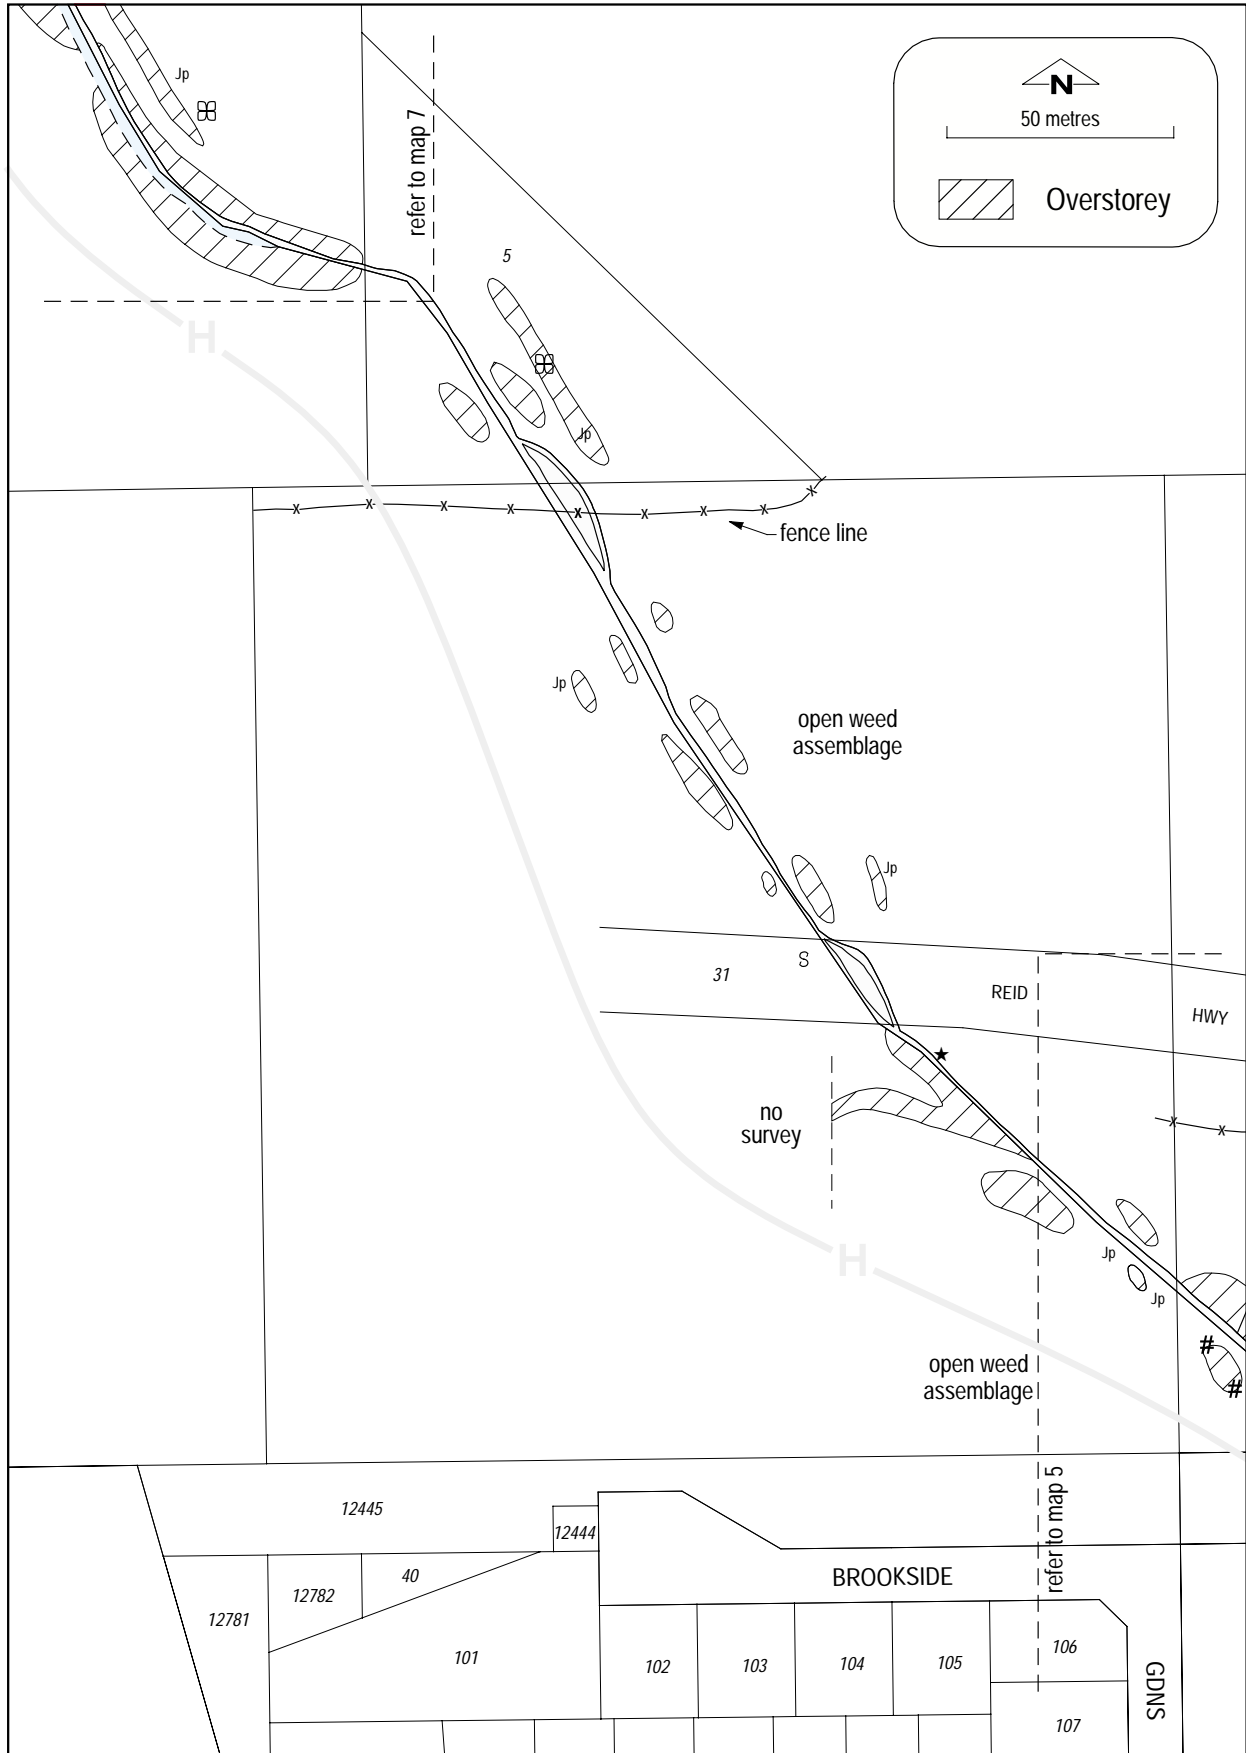 Jp
refer to map 7
N
50 metres
Overstorey
5
H
Jp
x x x x x x x x x
fence line
Jp
open weed
assemblage
Jp
S
31
REID
HWY
★
no
survey
x x
H
Jp
Jp
open weed
assemblage
#
#
refer to map 5
12445
12444
BROOKSIDE
12782
40
12781
101
102
103
104
105
106
107
GDNS